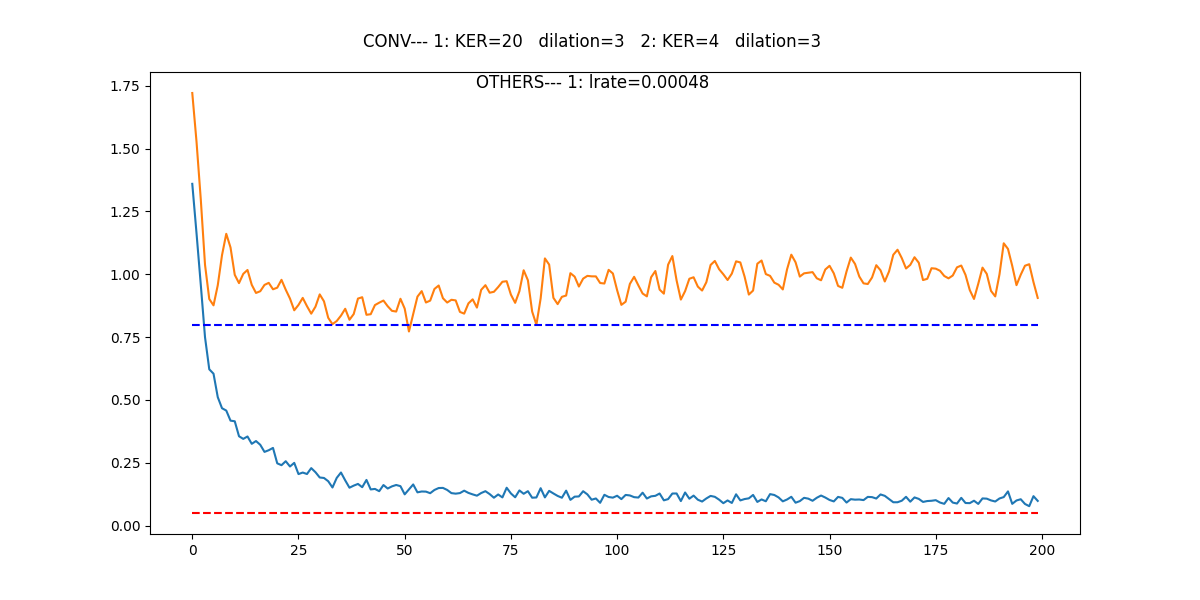 CONV--- 1: KER=20   dilation=3   2: KER=4   dilation=3
OTHERS--- 1: lrate=0.00048
1.75
1.50
1.25
1.00
0.75
0.50
0.25
0.00
0 25 50 75 100 125 150 175 200